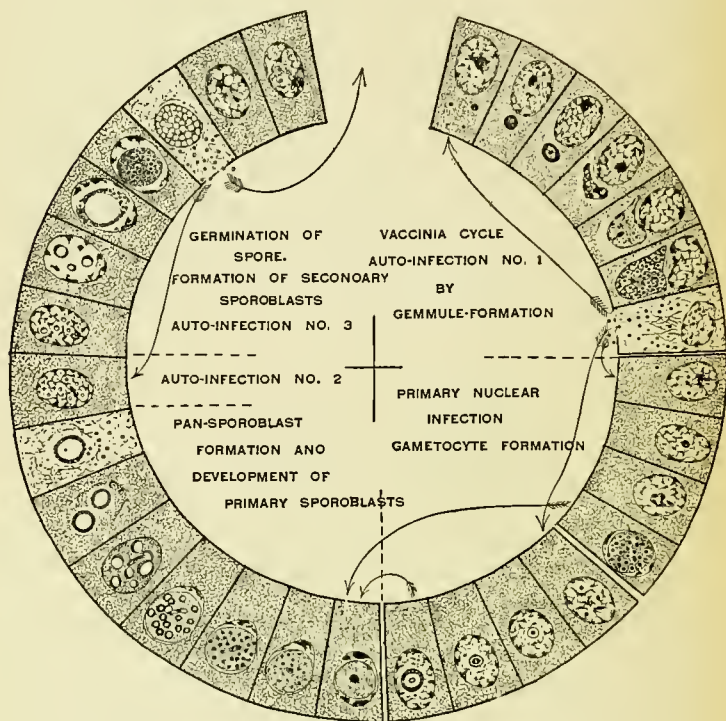 GERMINATION OF
SPORE.
FORMATION OF SECONOARY
SPOROBLASTS
AUTO-INFECTION NO. 3
AUTO-INFECTION NO. 2
PAN-SPOROBLAST
FORMATION AND
DEVELOPMENT OF
PRIMARY SPOROBLASTS
VACCINIA CYCLE
AUTO-INFECTION NO. 1
BY
GEMMULE-FORMATION
PRIMARY NUCLEAR
INFECTION
GAMETOCYTE FORMATION